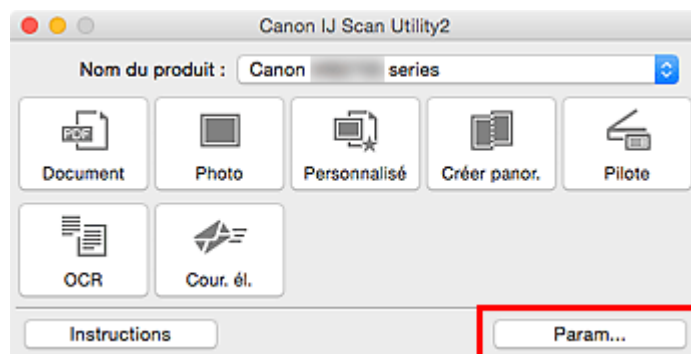 Canon IJ Scan Utility2
Nom du produit : Canon series
PDF
Document Photo Personnalisé Créer panor. Pilote
OCR Cour. él.
Instructions Param...